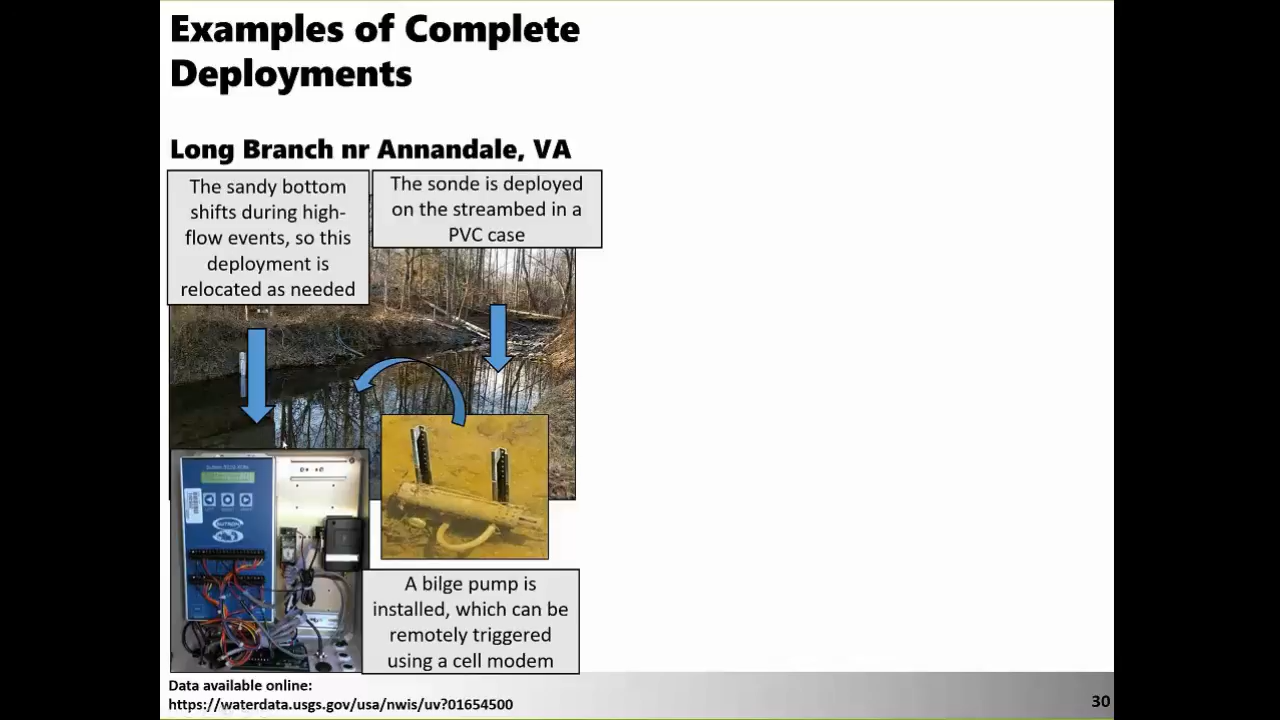 Examples of Complete
Deployments
Long Branch nr Annandale, VA
The sandy bottom
shifts during high-
flow events, so this
deployment is
relocated as needed
The sonde is deployed
on the streambed in a
PVC case
A bilge pump is
installed, which can be
remotely triggered
using a cell modem
Data available online:
https://waterdata.usgs.gov/usa/nwis/uv?01654500
30